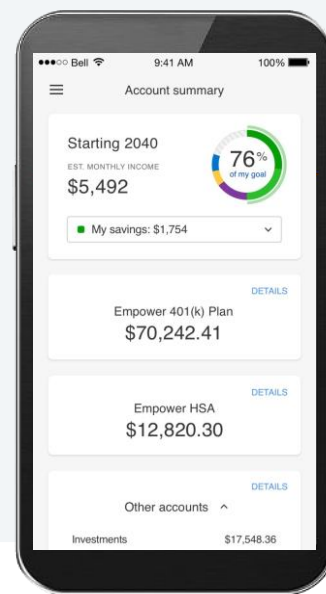 Bell 9:41 AM 100%
Account summary
Starting 2040
EST. MONTHLY INCOME
$5,492
76%
of my goal
My savings: $1,754
DETAILS
Empower 401(k) Plan
$70,242.41
DETAILS
Empower HSA
$12,820.30
DETAILS
Other accounts
Investments $17,548.36